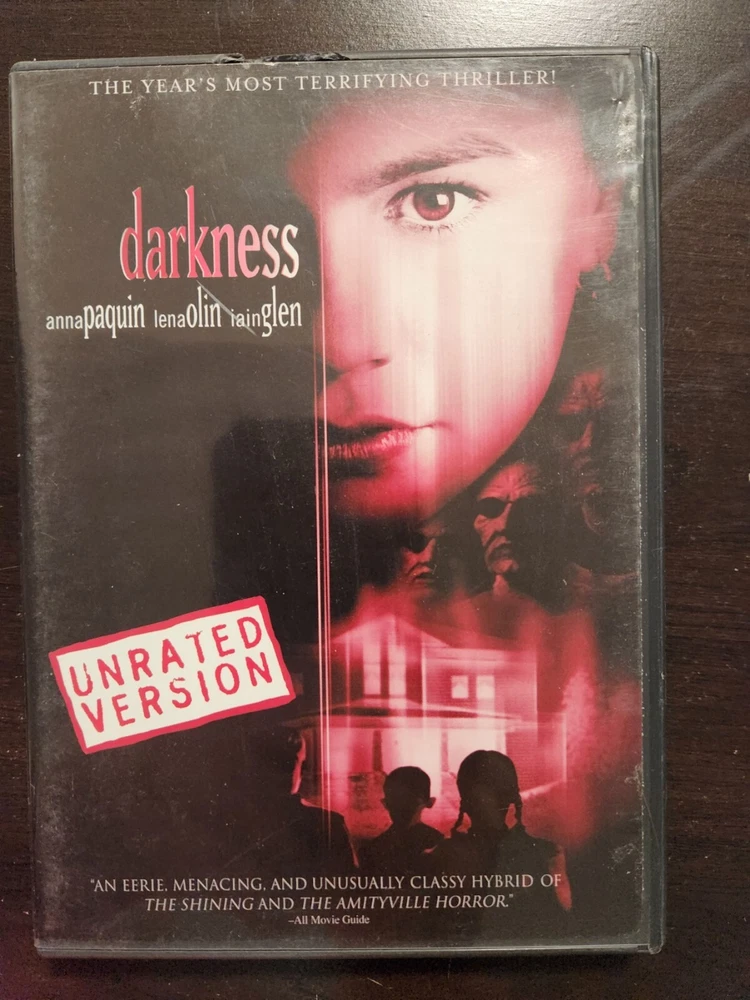 THE YEAR'S MOST TERRIFYING THRILLER!
darkness
annapaquin lenaolin iainglen
UNRATED
VERSION
"AN EERIE, MENACING, AND UNUSUALLY CLASSY HYBRID OF
THE SHINING AND THE AMITYVILLE HORROR."
–All Movie Guide